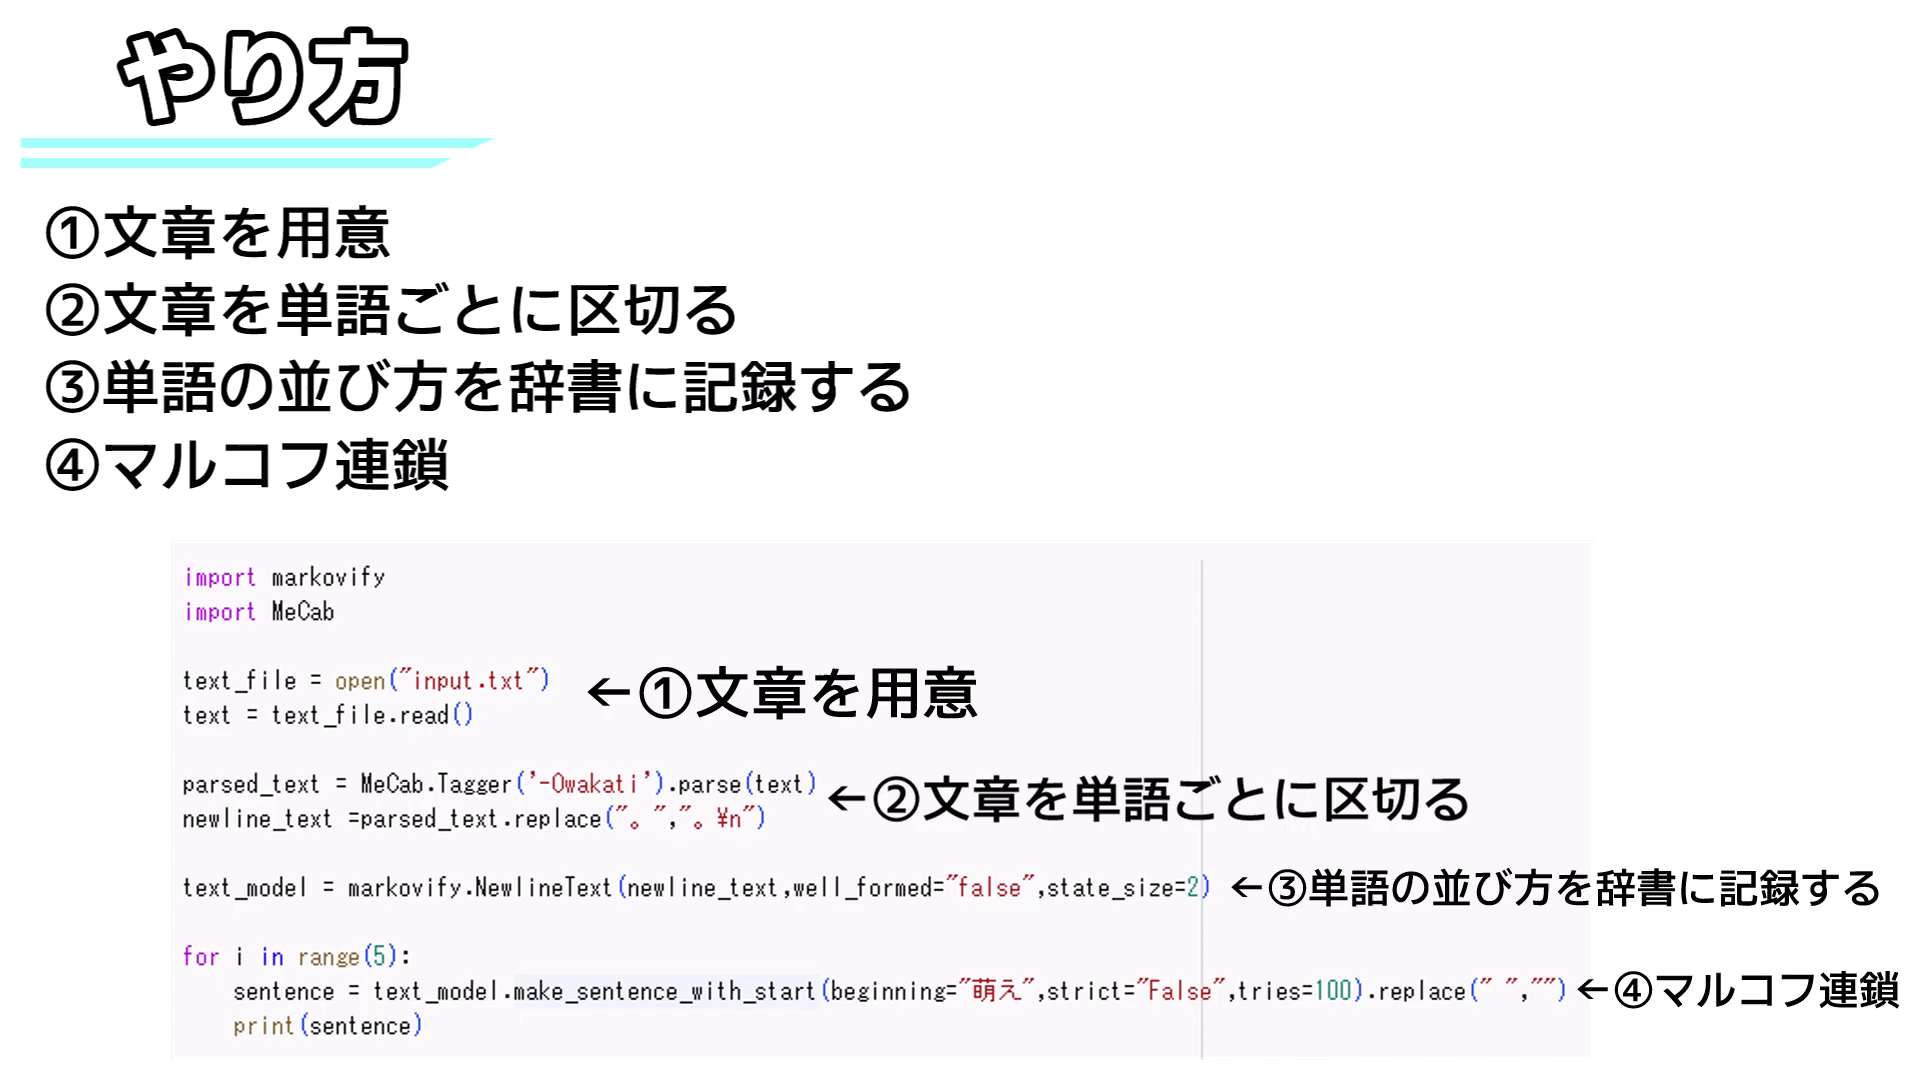 やり方
①文章を用意
②文章を単語ごとに区切る
③単語の並び方を辞書に記録する
④マルコフ連鎖
import markovify
import MeCab
text_file = open("input.txt")
text = text_file.read()
←①文章を用意
parsed_text = MeCab.Tagger('-Owakati').parse(text)
newline_text =parsed_text.replace("。","。¥n")
←②文章を単語ごとに区切る
text_model = markovify.NewlineText(newline_text,well_formed="false",state_size=2) ←③単語の並び方を辞書に記録する
for i in range(5):
    sentence = text_model.make_sentence_with_start(beginning="萌え",strict="False",tries=100).replace(" ","") ←④マルコフ連鎖
    print(sentence)